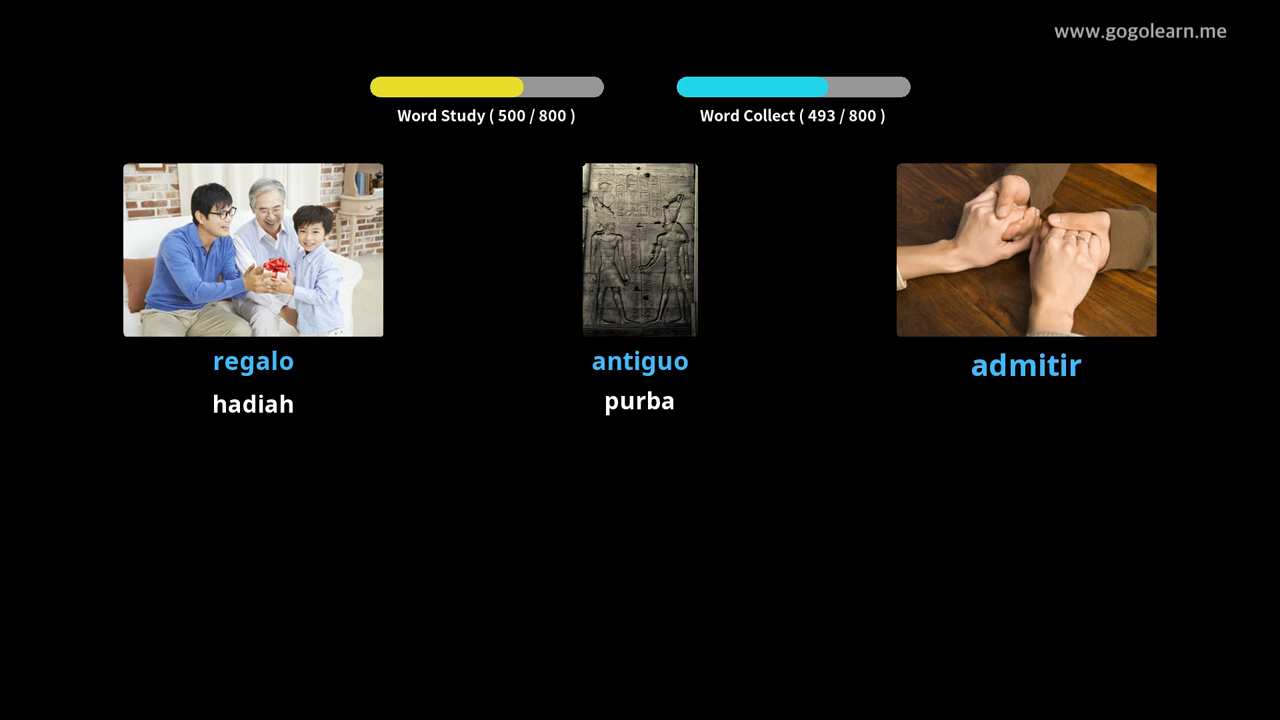 www.gogolearn.me
Word Study ( 500 / 800 )
Word Collect ( 493 / 800 )
regalo
hadiah
antiguo
purba
admitir